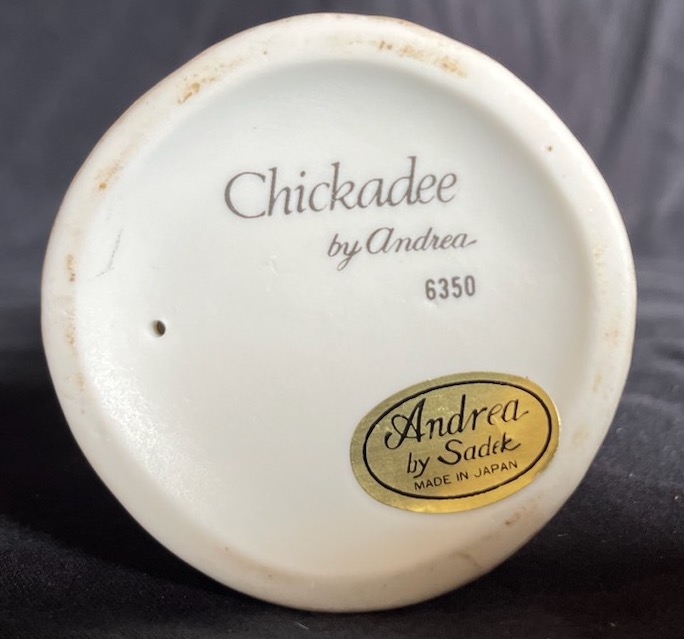 Chickadee
by Andrea
6350
Andrea
by Sadek
MADE IN JAPAN